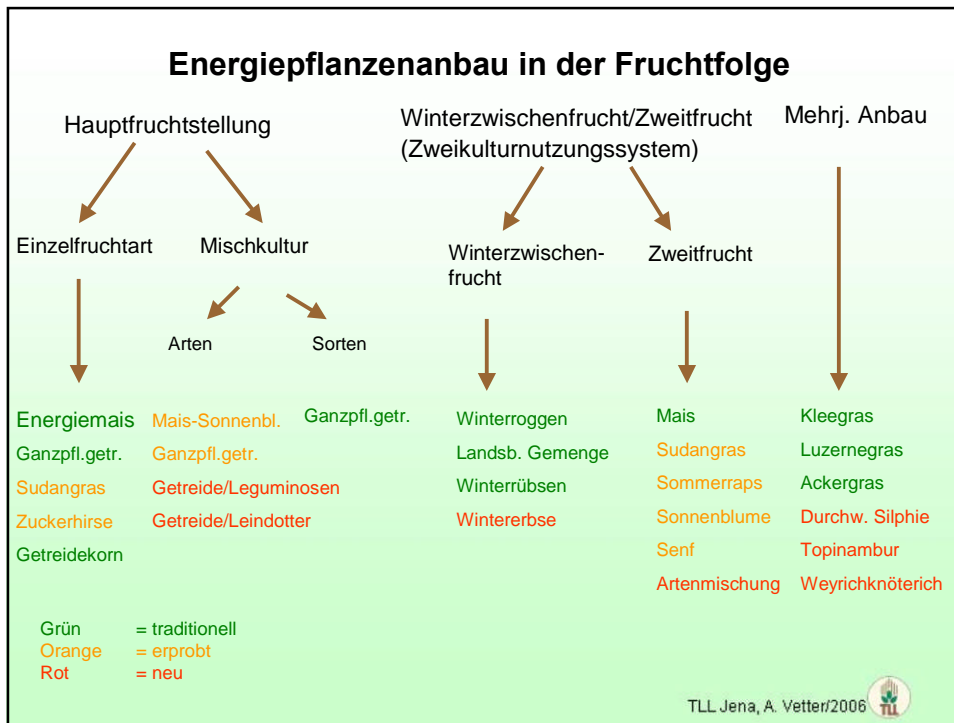 Energiepflanzenanbau in der Fruchtfolge
Hauptfruchtstellung
Winterzwischenfrucht/Zweitfrucht
(Zweikulturnutzungssystem)
Mehrj. Anbau
Einzelfruchtart
Mischkultur
Winterzwischen-
frucht
Zweitfrucht
Arten
Sorten
Energiemais
Ganzpfl.getr.
Sudangras
Zuckerhirse
Getreidekorn
Mais-Sonnenbl.
Ganzpfl.getr.
Getreide/Leguminosen
Getreide/Leindotter
Ganzpfl.getr.
Winterroggen
Landsb. Gemenge
Winterrübsen
Wintererbse
Mais
Sudangras
Sommerraps
Sonnenblume
Senf
Artenmischung
Kleegras
Luzernegras
Ackergras
Durchw. Silphie
Topinambur
Weyrichknöterich
Grün = traditionell
Orange = erprobt
Rot = neu
TLL Jena, A. Vetter/2006
TLL